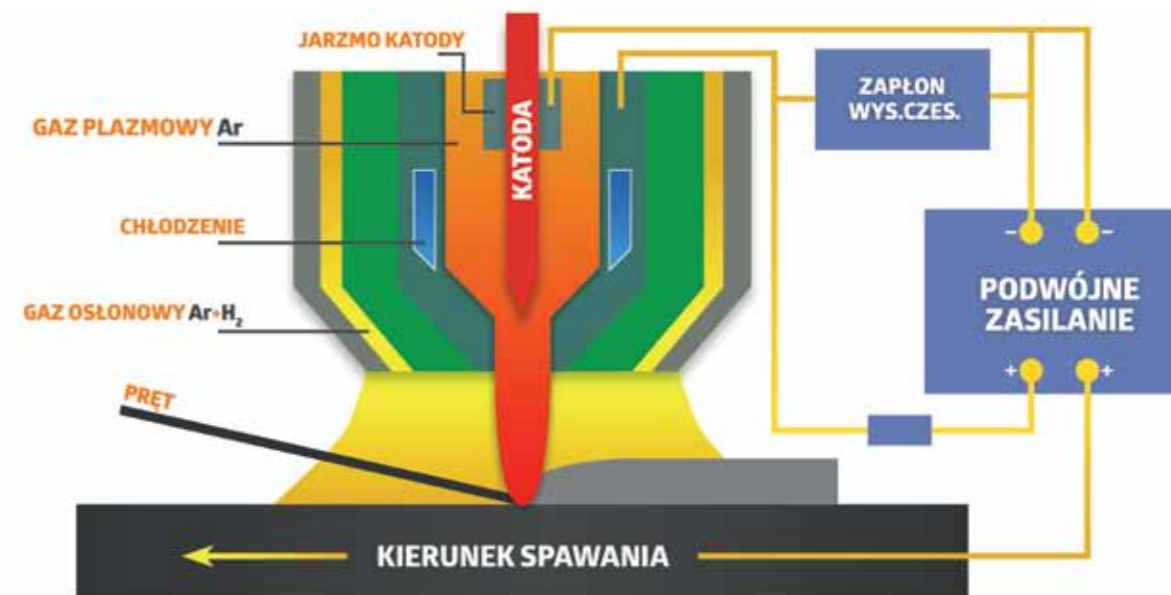 JARZMO KATODY
GAZ PLAZMOWY Ar
CHŁODZENIE
GAZ OSŁONOWY Ar+H₂
PRĘT
KATODA
ZAPŁON
WYS.CZES.
- -
PODWÓJNE
ZASILANIE
+ +
KIERUNEK SPAWANIA